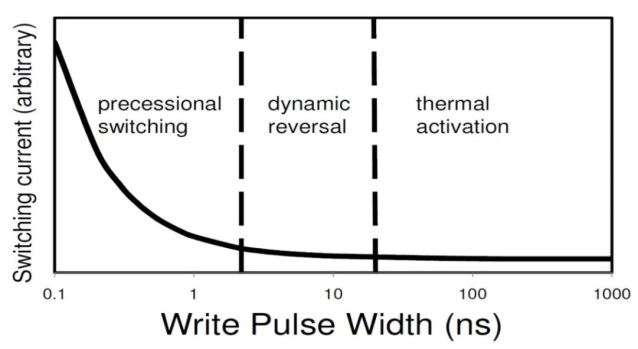 Switching current (arbitrary)
precessional
switching
dynamic
reversal
thermal
activation
0.1 1 10 100 1000
Write Pulse Width (ns)